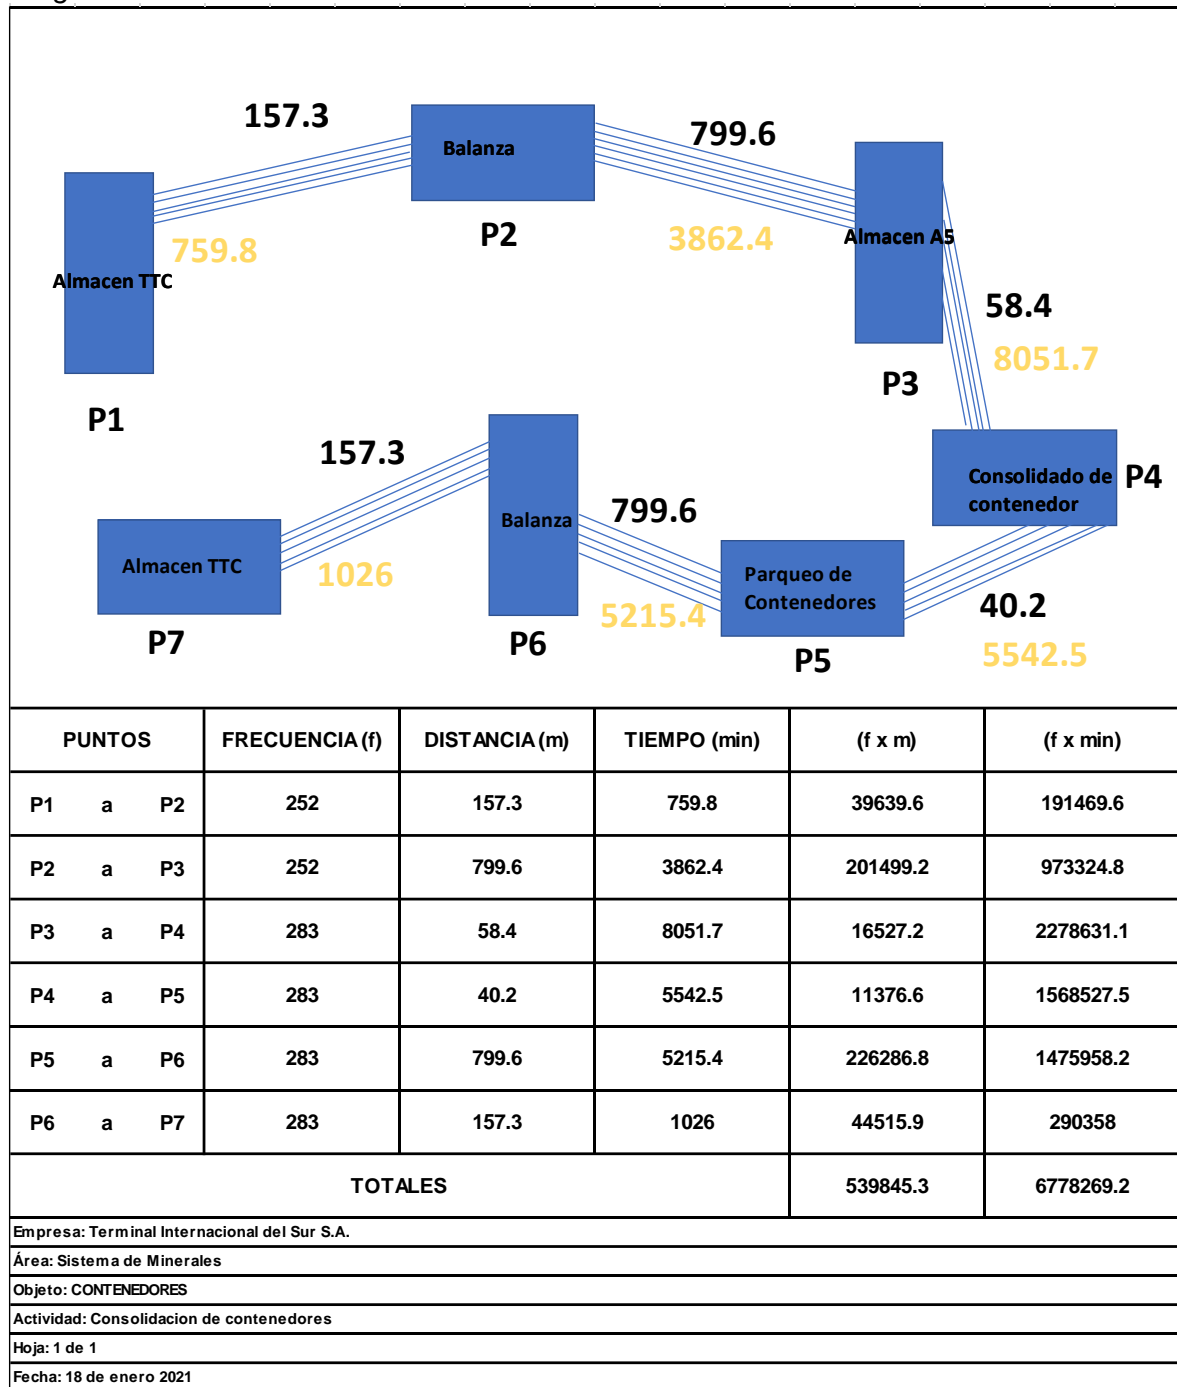 157.3
Balanza
799.6
759.8
P2
3862.4
Almacen A5
Almacen TTC
58.4
8051.7
P3
P1
157.3
Consolidado de
contenedor
P4
799.6
Balanza
Almacen TTC
1026
Parqueo de
Contenedores
5215.4
40.2
P7
P6
P5
5542.5
PUNTOS FRECUENCIA (f) DISTANCIA (m) TIEMPO (min) (f x m) (f x min)
P1 a P2 252 157.3 759.8 39639.6 191469.6
P2 a P3 252 799.6 3862.4 201499.2 973324.8
P3 a P4 283 58.4 8051.7 16527.2 2278631.1
P4 a P5 283 40.2 5542.5 11376.6 1568527.5
P5 a P6 283 799.6 5215.4 226286.8 1475958.2
P6 a P7 283 157.3 1026 44515.9 290358
TOTALES 539845.3 6778269.2
Empresa: Terminal Internacional del Sur S.A.
Área: Sistema de Minerales
Objeto: CONTENEDORES
Actividad: Consolidacion de contenedores
Hoja: 1 de 1
Fecha: 18 de enero 2021